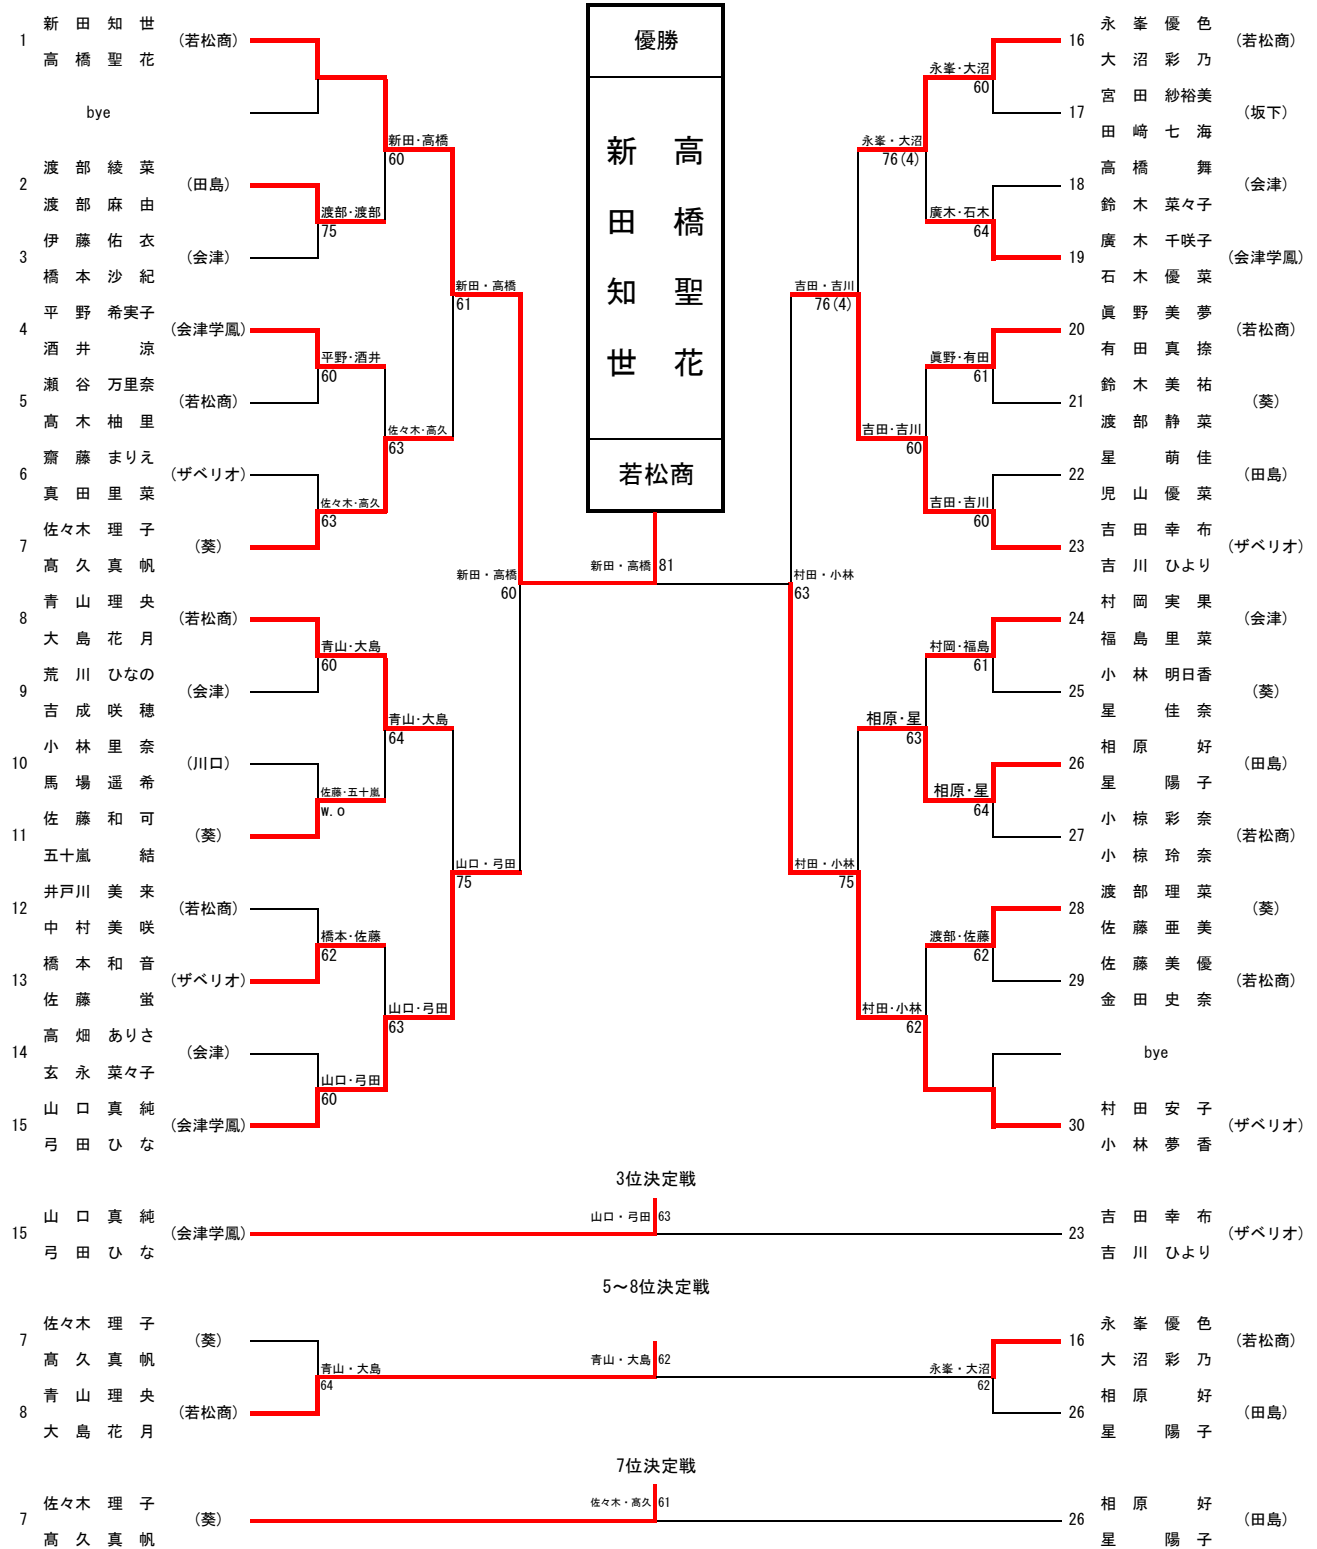 優勝
新田知世
高橋聖花
若松商
1 新田知世 (若松商)
高橋聖花
bye
2 渡部綾菜 (田島)
渡部麻由
3 伊藤佑衣 (会津)
橋本沙紀
4 平野希実子 (会津学鳳)
酒井涼
5 瀬谷万里奈 (若松商)
髙木柚里
6 齋藤まりえ (ザベリオ)
真田里菜
7 佐々木理子 (葵)
髙久真帆
8 青山理央 (若松商)
大島花月
9 荒川ひなの (会津)
吉成咲穂
10 小林里奈 (川口)
馬場遥希
11 佐藤和可 (葵)
五十嵐結
12 井戸川美来 (若松商)
中村美咲
13 橋本和音 (ザベリオ)
佐藤蛍
14 高畑ありさ (会津)
玄永菜々子
15 山口真純 (会津学鳳)
弓田ひな
渡部・渡部
75
平野・酒井
60
佐々木・高久
63
青山・大島
60
佐藤・五十嵐
w.o
橋本・佐藤
62
山口・弓田
60
新田・高橋
60
佐々木・高久
63
青山・大島
64
山口・弓田
63
新田・高橋
61
山口・弓田
75
新田・高橋
60
新田・高橋 81
16 永峯優色 (若松商)
大沼彩乃
17 宮田紗裕美 (坂下)
田﨑七海
18 高橋舞 (会津)
鈴木菜々子
19 廣木千咲子 (会津学鳳)
石木優菜
20 眞野美夢 (若松商)
有田真捺
21 鈴木美祐 (葵)
渡部静菜
22 星萌佳 (田島)
児山優菜
23 吉田幸布 (ザベリオ)
吉川ひより
24 村岡実果 (会津)
福島里菜
25 小林明日香 (葵)
星佳奈
26 相原好 (田島)
星陽子
27 小椋彩奈 (若松商)
小椋玲奈
28 渡部理菜 (葵)
佐藤亜美
29 佐藤美優 (若松商)
金田史奈
bye
30 村田安子 (ザベリオ)
小林夢香
永峯・大沼
60
廣木・石木
64
眞野・有田
61
吉田・吉川
60
村岡・福島
61
相原・星
64
渡部・佐藤
62
永峯・大沼
76(4)
吉田・吉川
60
相原・星
63
村田・小林
62
吉田・吉川
76(4)
村田・小林
75
村田・小林
63
3位決定戦
15 山口真純 (会津学鳳)
弓田ひな
山口・弓田 63
23 吉田幸布 (ザベリオ)
吉川ひより
5～8位決定戦
7 佐々木理子 (葵)
髙久真帆
8 青山理央 (若松商)
大島花月
青山・大島
64
青山・大島 62
永峯・大沼
62
16 永峯優色 (若松商)
大沼彩乃
26 相原好 (田島)
星陽子
7位決定戦
7 佐々木理子 (葵)
髙久真帆
佐々木・髙久 61
26 相原好 (田島)
星陽子